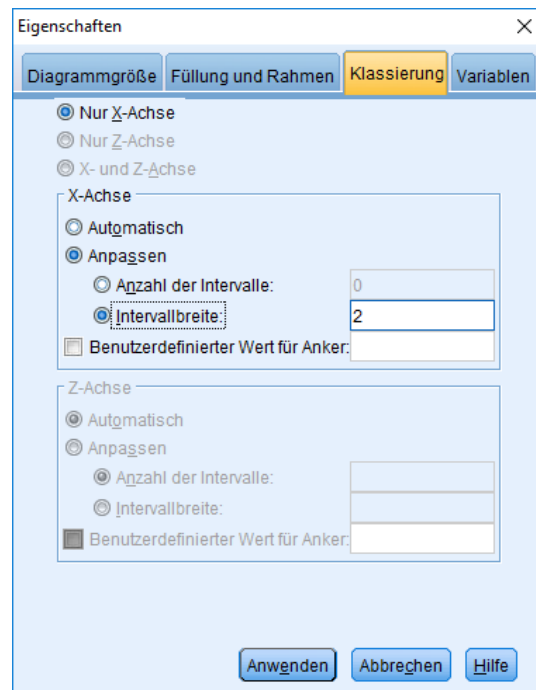 Eigenschaften
Diagrammgröße Füllung und Rahmen Klassierung Variablen
Nur X-Achse
Nur Z-Achse
X- und Z-Achse
X-Achse
Automatisch
Anpassen
Anzahl der Intervalle: 0
Intervallbreite: 2
Benutzerdefinierter Wert für Anker:
Z-Achse
Automatisch
Anpassen
Anzahl der Intervalle:
Intervallbreite:
Benutzerdefinierter Wert für Anker:
Anwenden Abbrechen Hilfe